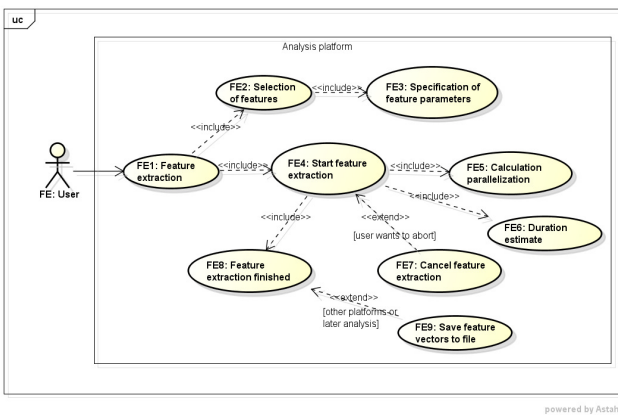 uc
Analysis platform
FE2: Selection
of features
<<include>>
FE3: Specification of
feature parameters
<<include>>
FE: User
FE1: Feature
extraction
<<include>>
FE4: Start feature
extraction
<<include>>
FE5: Calculation
parallelization
<<include>>
FE6: Duration
estimate
<<include>>
<<extend>>
[user wants to abort]
FE8: Feature
extraction finished
FE7: Cancel feature
extraction
<<extend>>
[other platforms or
later analysis]
FE9: Save feature
vectors to file
powered by Astah